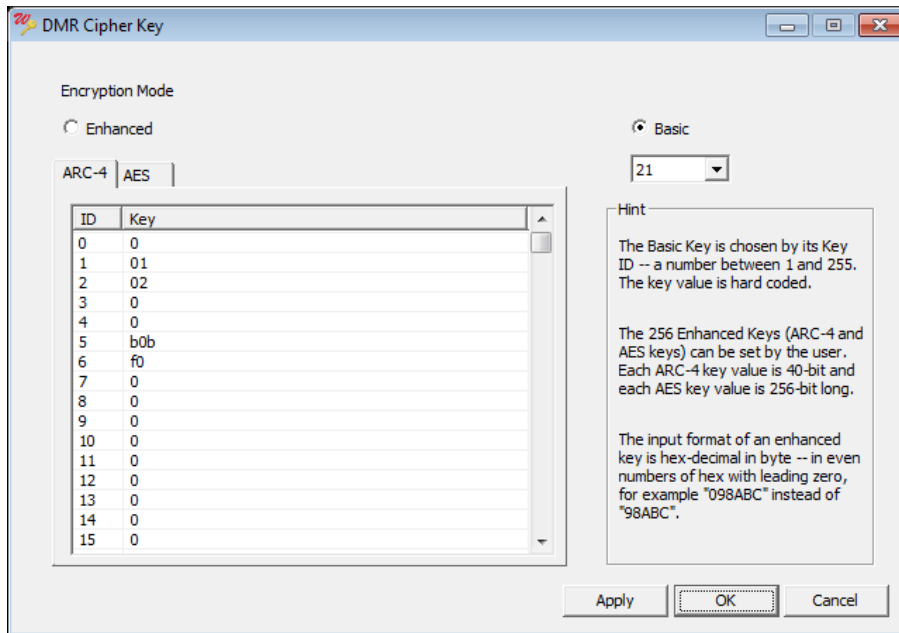 DMR Cipher Key
Encryption Mode
Enhanced
Basic
ARC-4 AES
21
ID Key
0 0
1 01
2 02
3 0
4 0
5 b0b
6 f0
7 0
8 0
9 0
10 0
11 0
12 0
13 0
14 0
15 0
Hint
The Basic Key is chosen by its Key
ID -- a number between 1 and 255.
The key value is hard coded.
The 256 Enhanced Keys (ARC-4 and
AES keys) can be set by the user.
Each ARC-4 key value is 40-bit and
each AES key value is 256-bit long.
The input format of an enhanced
key is hex-decimal in byte -- in even
numbers of hex with leading zero,
for example "098ABC" instead of
"98ABC".
Apply OK Cancel